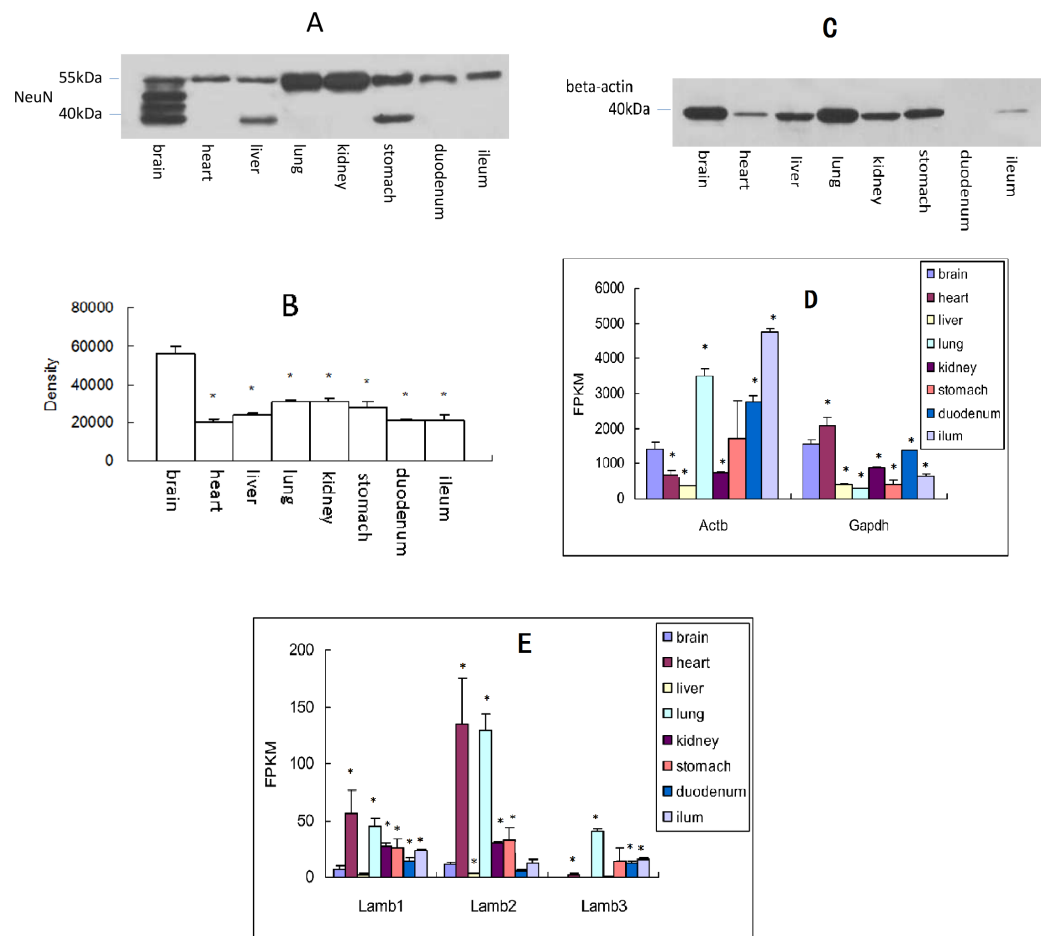 A
55kDa
NeuN
40kDa
brain
heart
liver
lung
kidney
stomach
duodenum
ileum
C
beta-actin
40kDa
brain
heart
liver
lung
kidney
stomach
duodenum
ileum
B
80000
60000
40000
20000
0
Density
* * * * * * *
brain
heart
liver
lung
kidney
stomach
duodenum
ileum
D
6000
5000
4000
3000
2000
1000
0
FPKM
* * * * * *
* * * * * * *
Actb Gapdh
brain
heart
liver
lung
kidney
stomach
duodenum
ilum
E
200
150
100
50
0
FPKM
* * * * * *
* * * * *
* * * *
Lamb1 Lamb2 Lamb3
brain
heart
liver
lung
kidney
stomach
duodenum
ilum